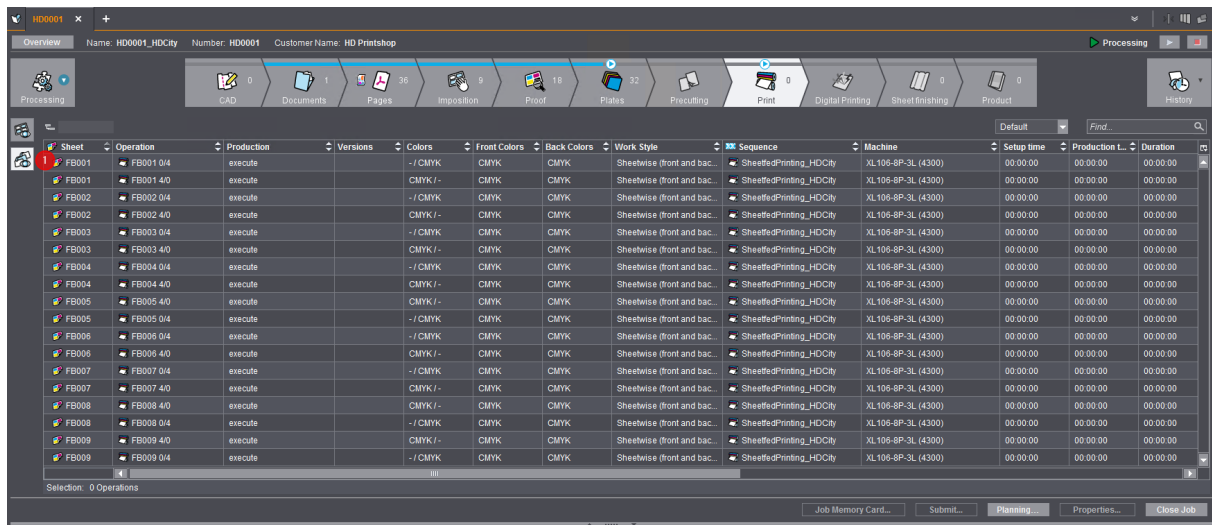 HD0001 × +
Overview Name: HD0001_HDCity Number: HD0001 Customer Name: HD Printshop Processing
Processing CAD 0 Documents 1 Pages 36 Imposition 9 Proof 18 Plates 32 Precutting Print 0 Digital Printing Sheet finishing 0 Product 0 History
Default Find...
Sheet Operation Production Versions Colors Front Colors Back Colors Work Style Sequence Machine Setup time Production t... Duration
1 FB001 FB001 0/4 execute - / CMYK CMYK CMYK Sheetwise (front and bac... SheetfedPrinting_HDCity XL106-8P-3L (4300) 00:00:00 00:00:00 00:00:00
FB001 FB001 4/0 execute CMYK / - CMYK CMYK Sheetwise (front and bac... SheetfedPrinting_HDCity XL106-8P-3L (4300) 00:00:00 00:00:00 00:00:00
FB002 FB002 0/4 execute - / CMYK CMYK CMYK Sheetwise (front and bac... SheetfedPrinting_HDCity XL106-8P-3L (4300) 00:00:00 00:00:00 00:00:00
FB002 FB002 4/0 execute CMYK / - CMYK CMYK Sheetwise (front and bac... SheetfedPrinting_HDCity XL106-8P-3L (4300) 00:00:00 00:00:00 00:00:00
FB003 FB003 0/4 execute - / CMYK CMYK CMYK Sheetwise (front and bac... SheetfedPrinting_HDCity XL106-8P-3L (4300) 00:00:00 00:00:00 00:00:00
FB003 FB003 4/0 execute CMYK / - CMYK CMYK Sheetwise (front and bac... SheetfedPrinting_HDCity XL106-8P-3L (4300) 00:00:00 00:00:00 00:00:00
FB004 FB004 0/4 execute - / CMYK CMYK CMYK Sheetwise (front and bac... SheetfedPrinting_HDCity XL106-8P-3L (4300) 00:00:00 00:00:00 00:00:00
FB004 FB004 4/0 execute CMYK / - CMYK CMYK Sheetwise (front and bac... SheetfedPrinting_HDCity XL106-8P-3L (4300) 00:00:00 00:00:00 00:00:00
FB005 FB005 4/0 execute CMYK / - CMYK CMYK Sheetwise (front and bac... SheetfedPrinting_HDCity XL106-8P-3L (4300) 00:00:00 00:00:00 00:00:00
FB005 FB005 0/4 execute - / CMYK CMYK CMYK Sheetwise (front and bac... SheetfedPrinting_HDCity XL106-8P-3L (4300) 00:00:00 00:00:00 00:00:00
FB006 FB006 0/4 execute - / CMYK CMYK CMYK Sheetwise (front and bac... SheetfedPrinting_HDCity XL106-8P-3L (4300) 00:00:00 00:00:00 00:00:00
FB006 FB006 4/0 execute CMYK / - CMYK CMYK Sheetwise (front and bac... SheetfedPrinting_HDCity XL106-8P-3L (4300) 00:00:00 00:00:00 00:00:00
FB007 FB007 0/4 execute - / CMYK CMYK CMYK Sheetwise (front and bac... SheetfedPrinting_HDCity XL106-8P-3L (4300) 00:00:00 00:00:00 00:00:00
FB007 FB007 4/0 execute CMYK / - CMYK CMYK Sheetwise (front and bac... SheetfedPrinting_HDCity XL106-8P-3L (4300) 00:00:00 00:00:00 00:00:00
FB008 FB008 4/0 execute CMYK / - CMYK CMYK Sheetwise (front and bac... SheetfedPrinting_HDCity XL106-8P-3L (4300) 00:00:00 00:00:00 00:00:00
FB008 FB008 0/4 execute - / CMYK CMYK CMYK Sheetwise (front and bac... SheetfedPrinting_HDCity XL106-8P-3L (4300) 00:00:00 00:00:00 00:00:00
FB009 FB009 4/0 execute CMYK / - CMYK CMYK Sheetwise (front and bac... SheetfedPrinting_HDCity XL106-8P-3L (4300) 00:00:00 00:00:00 00:00:00
FB009 FB009 0/4 execute - / CMYK CMYK CMYK Sheetwise (front and bac... SheetfedPrinting_HDCity XL106-8P-3L (4300) 00:00:00 00:00:00 00:00:00
Selection: 0 Operations
Job Memory Card... Submit... Planning... Properties... Close Job